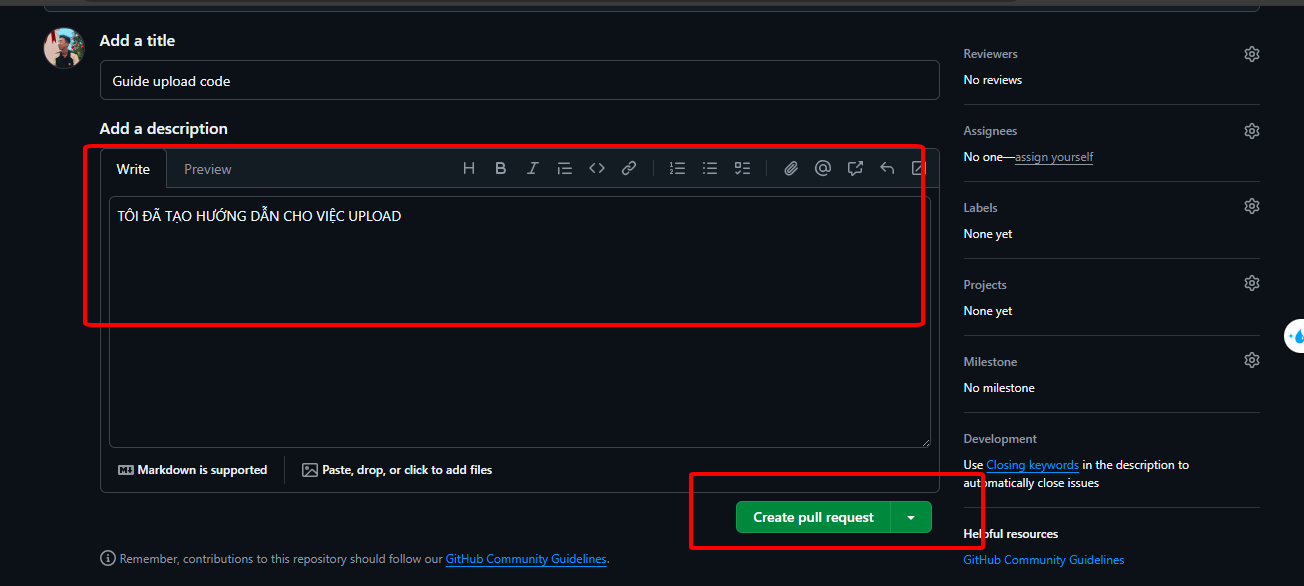 Add a title
Guide upload code
Add a description
Write Preview
TÔI ĐÃ TẠO HƯỚNG DẪN CHO VIỆC UPLOAD
Markdown is supported
Paste, drop, or click to add files
Create pull request
Remember, contributions to this repository should follow our GitHub Community Guidelines.
Reviewers
No reviews
Assignees
No one—assign yourself
Labels
None yet
Projects
None yet
Milestone
No milestone
Development
Use Closing keywords in the description to
automatically close issues
Helpful resources
GitHub Community Guidelines